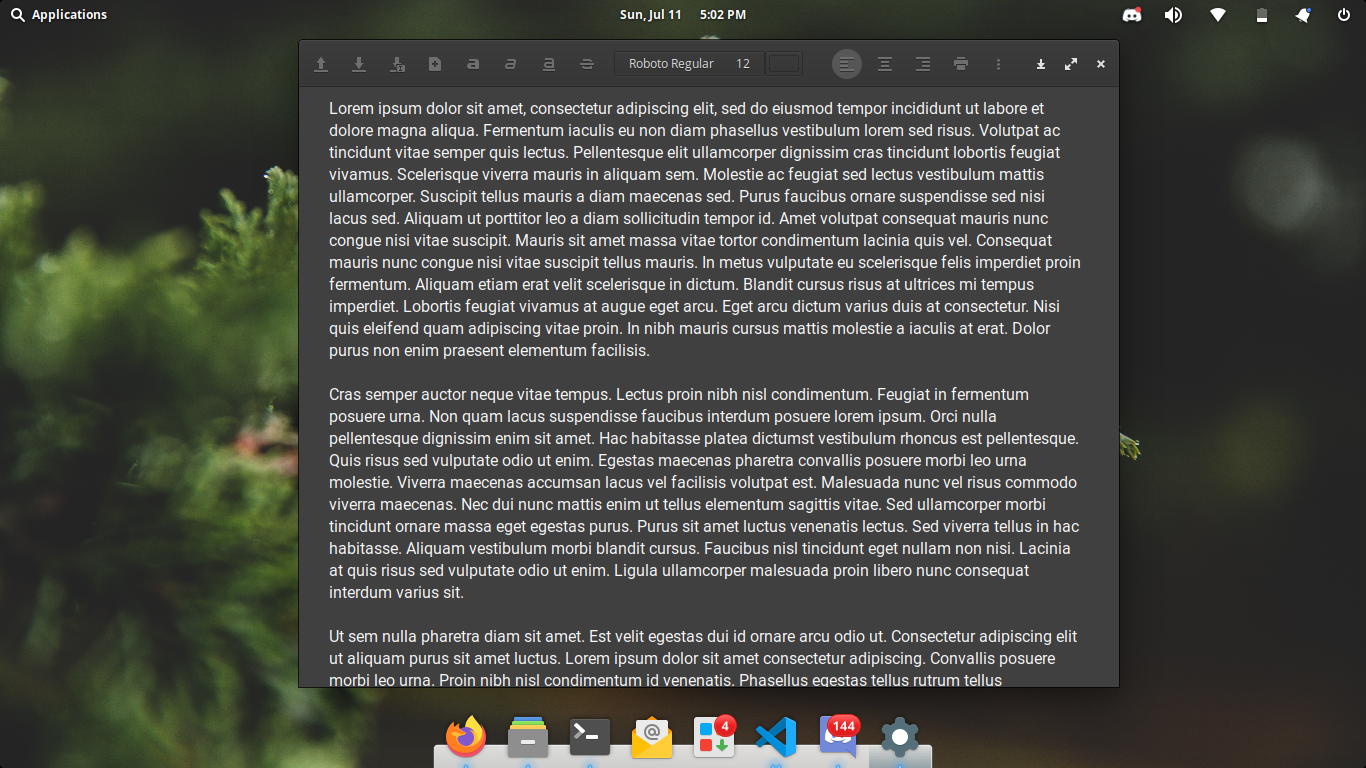 Applications
Sun, Jul 11 5:02 PM
Roboto Regular 12
Lorem ipsum dolor sit amet, consectetur adipiscing elit, sed do eiusmod tempor incididunt ut labore et
dolore magna aliqua. Fermentum iaculis eu non diam phasellus vestibulum lorem sed risus. Volutpat ac
tincidunt vitae semper quis lectus. Pellentesque elit ullamcorper dignissim cras tincidunt lobortis feugiat
vivamus. Scelerisque viverra mauris in aliquam sem. Molestie ac feugiat sed lectus vestibulum mattis
ullamcorper. Suscipit tellus mauris a diam maecenas sed. Purus faucibus ornare suspendisse sed nisi
lacus sed. Aliquam ut porttitor leo a diam sollicitudin tempor id. Amet volutpat consequat mauris nunc
congue nisi vitae suscipit. Mauris sit amet massa vitae tortor condimentum lacinia quis vel. Consequat
mauris nunc congue nisi vitae suscipit tellus mauris. In metus vulputate eu scelerisque felis imperdiet proin
fermentum. Aliquam etiam erat velit scelerisque in dictum. Blandit cursus risus at ultrices mi tempus
imperdiet. Lobortis feugiat vivamus at augue eget arcu. Eget arcu dictum varius duis at consectetur. Nisi
quis eleifend quam adipiscing vitae proin. In nibh mauris cursus mattis molestie a iaculis at erat. Dolor
purus non enim praesent elementum facilisis.
Cras semper auctor neque vitae tempus. Lectus proin nibh nisl condimentum. Feugiat in fermentum
posuere urna. Non quam lacus suspendisse faucibus interdum posuere lorem ipsum. Orci nulla
pellentesque dignissim enim sit amet. Hac habitasse platea dictumst vestibulum rhoncus est pellentesque.
Quis risus sed vulputate odio ut enim. Egestas maecenas pharetra convallis posuere morbi leo urna
molestie. Viverra maecenas accumsan lacus vel facilisis volutpat est. Malesuada nunc vel risus commodo
viverra maecenas. Nec dui nunc mattis enim ut tellus elementum sagittis vitae. Sed ullamcorper morbi
tincidunt ornare massa eget egestas purus. Purus sit amet luctus venenatis lectus. Sed viverra tellus in hac
habitasse. Aliquam vestibulum morbi blandit cursus. Faucibus nisl tincidunt eget nullam non nisi. Lacinia
at quis risus sed vulputate odio ut enim. Ligula ullamcorper malesuada proin libero nunc consequat
interdum varius sit.
Ut sem nulla pharetra diam sit amet. Est velit egestas dui id ornare arcu odio ut. Consectetur adipiscing elit
ut aliquam purus sit amet luctus. Lorem ipsum dolor sit amet consectetur adipiscing. Convallis posuere
morbi leo urna. Proin nibh nisl condimentum id venenatis. Phasellus egestas tellus rutrum tellus
4
144